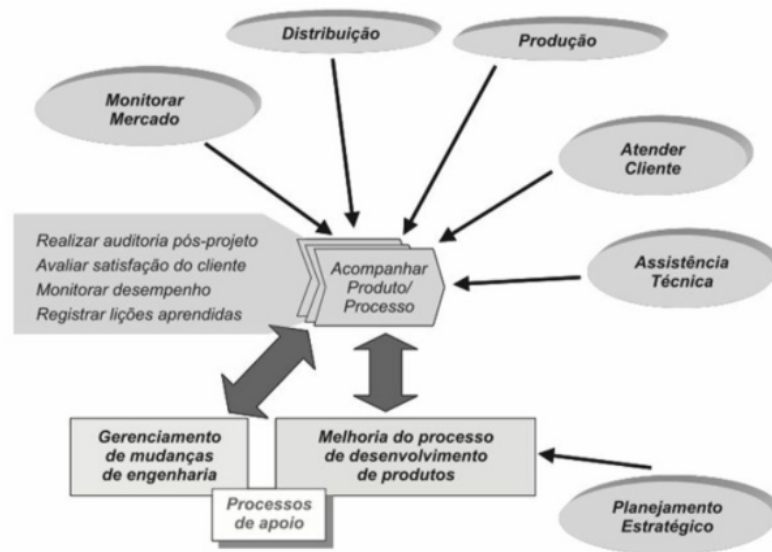 Distribuição
Produção
Monitorar
Mercado
Atender
Cliente
Realizar auditoria pós-projeto
Avaliar satisfação do cliente
Monitorar desempenho
Registrar lições aprendidas
Acompanhar
Produto/
Processo
Assistência
Técnica
Gerenciamento
de mudanças
de engenharia
Melhoria do processo
de desenvolvimento
de produtos
Processos
de apoio
Planejamento
Estratégico